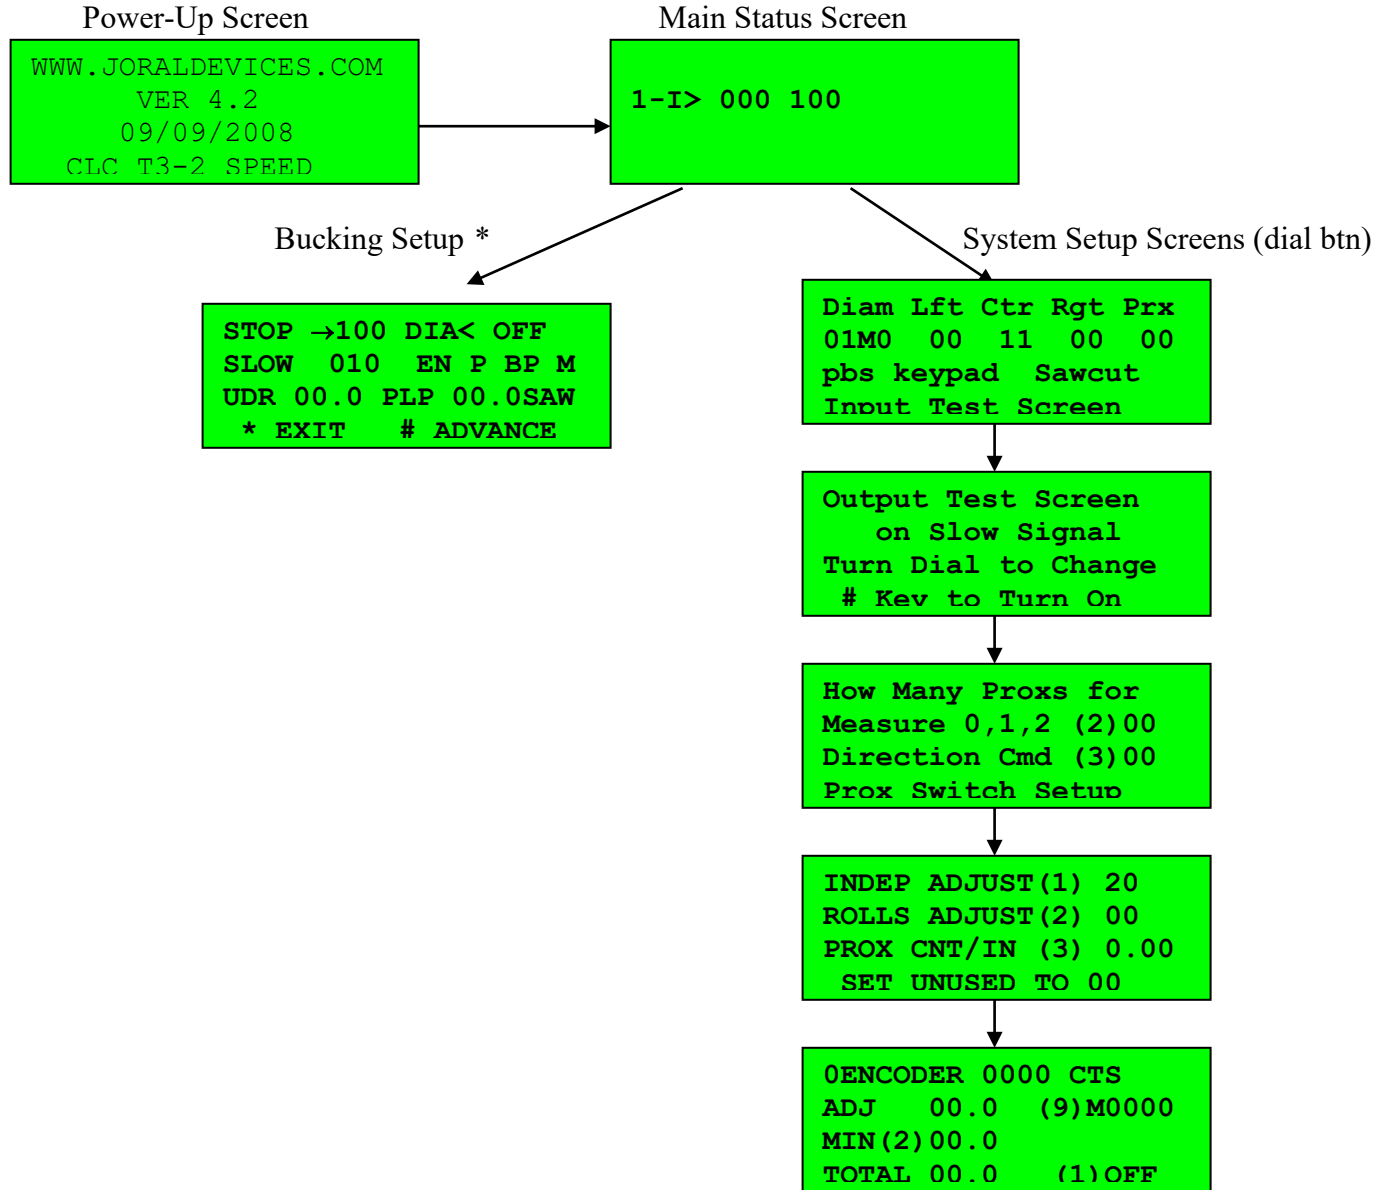 Power-Up Screen
Main Status Screen
WWW.JORALDEVICES.COM
VER 4.2
09/09/2008
CLC T3-2 SPEED
1-I> 000 100
Bucking Setup *
System Setup Screens (dial btn)
STOP →100 DIA< OFF
SLOW 010 EN P BP M
UDR 00.0 PLP 00.0SAW
* EXIT # ADVANCE
Diam Lft Ctr Rgt Prx
01M0 00 11 00 00
pbs keypad Sawcut
Input Test Screen
Output Test Screen
on Slow Signal
Turn Dial to Change
# Key to Turn On
How Many Proxs for
Measure 0,1,2 (2)00
Direction Cmd (3)00
Prox Switch Setup
INDEP ADJUST(1) 20
ROLLS ADJUST(2) 00
PROX CNT/IN (3) 0.00
SET UNUSED TO 00
0ENCODER 0000 CTS
ADJ 00.0 (9)M0000
MIN(2)00.0
TOTAL 00.0 (1)OFF